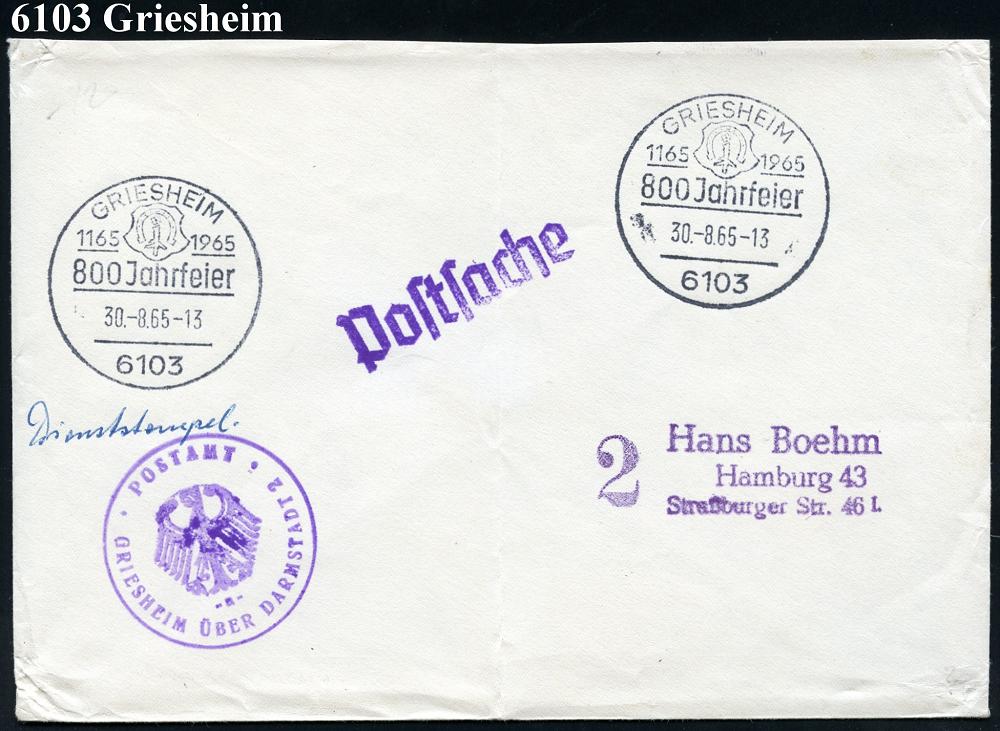 6103 Griesheim
GRIESHEIM
1165 1965
800 Jahrfeier
30.-8.65-13
6103
GRIESHEIM
1165 1965
800 Jahrfeier
30.-8.65-13
6103
Postsache
Dienststempel.
POSTAMT
GRIESHEIM ÜBER DARMSTADT 2
-a-
2
Hans Boehm
Hamburg 43
Straßburger Str. 46 I.